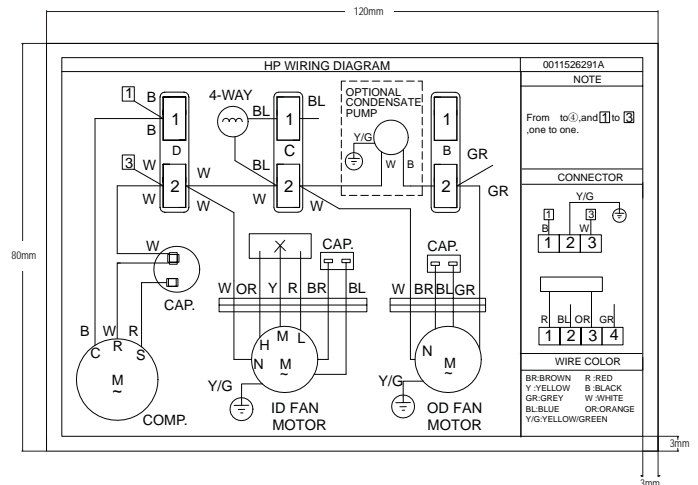 120mm
HP WIRING DIAGRAM
0011526291A
NOTE
From to④,and 1 to 3
,one to one.
1 B
B
1
D
4-WAY
BL
BL
1
C
BL
OPTIONAL
CONDENSATE
PUMP
Y/G
W B
1
B
GR
GR
3 W
W
2
W
W
2
W
2
CONNECTOR
Y/G
1 3
B W
1 2 3
R BL OR GR
1 2 3 4
80mm
W
CAP.
X
CAP.
CAP.
W OR Y R BR BL
W BR BL GR
B W R
C R S
M
~
COMP.
H M L
N
M
~
Y/G
ID FAN
MOTOR
N
M
~
Y/G
OD FAN
MOTOR
WIRE COLOR
BR:BROWN R :RED
Y :YELLOW B :BLACK
GR:GREY W :WHITE
BL:BLUE OR:ORANGE
Y/G:YELLOW/GREEN
3mm
3mm